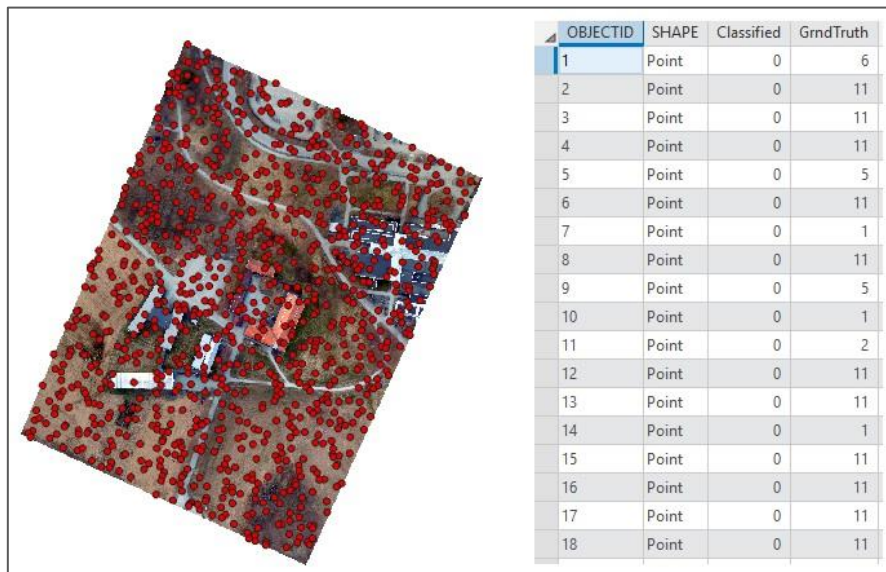 OBJECTID SHAPE Classified GrndTruth
1 Point 0 6
2 Point 0 11
3 Point 0 11
4 Point 0 11
5 Point 0 5
6 Point 0 11
7 Point 0 1
8 Point 0 11
9 Point 0 5
10 Point 0 1
11 Point 0 2
12 Point 0 11
13 Point 0 11
14 Point 0 1
15 Point 0 11
16 Point 0 11
17 Point 0 11
18 Point 0 11